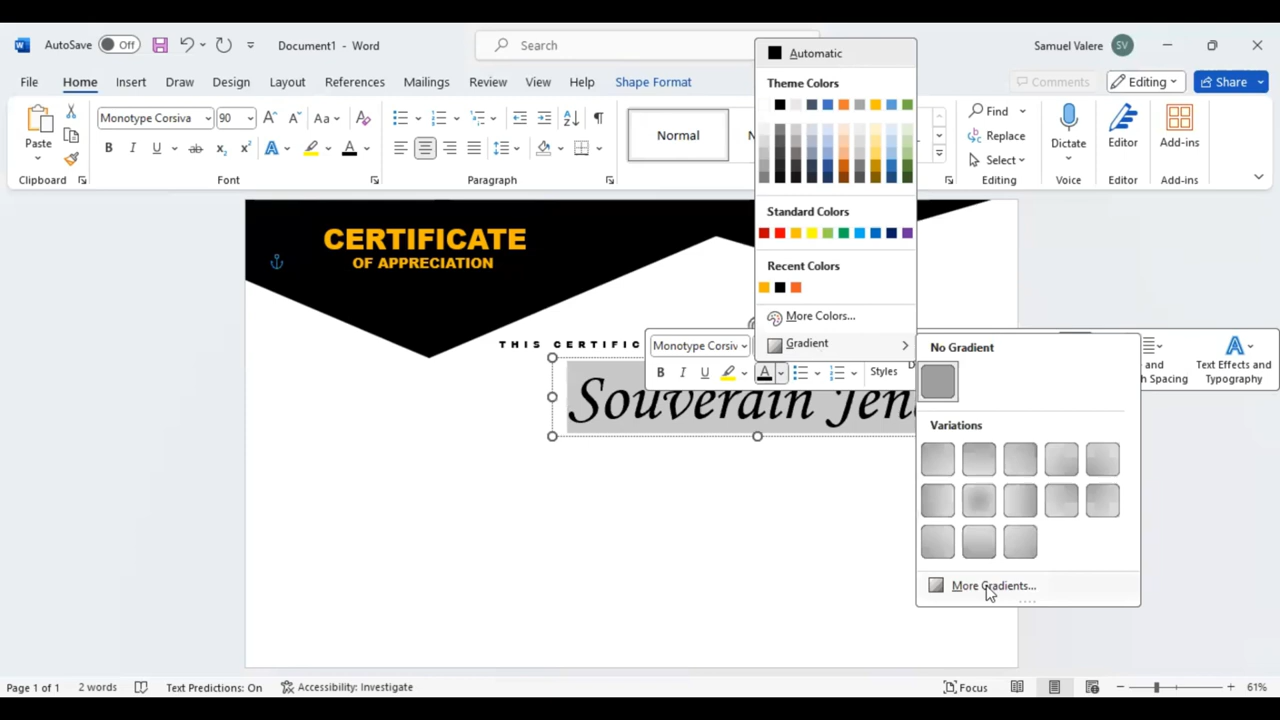 AutoSave Off Document1 - Word Search Samuel Valere SV
File Home Insert Draw Design Layout References Mailings Review View Help Shape Format Comments Editing Share
Paste
Clipboard
Monotype Corsiva 90
Font
Paragraph
Normal
Find
Replace
Select
Editing
Dictate
Voice
Editor
Editor
Add-ins
Add-ins
Automatic
Theme Colors
Standard Colors
Recent Colors
More Colors...
Gradient
No Gradient
Variations
More Gradients...
Monotype Corsiv
Styles
and
h Spacing
Text Effects and
Typography
CERTIFICATE
OF APPRECIATION
THIS CERTIFIC
Souverain Jen
Page 1 of 1 2 words Text Predictions: On Accessibility: Investigate Focus 61%